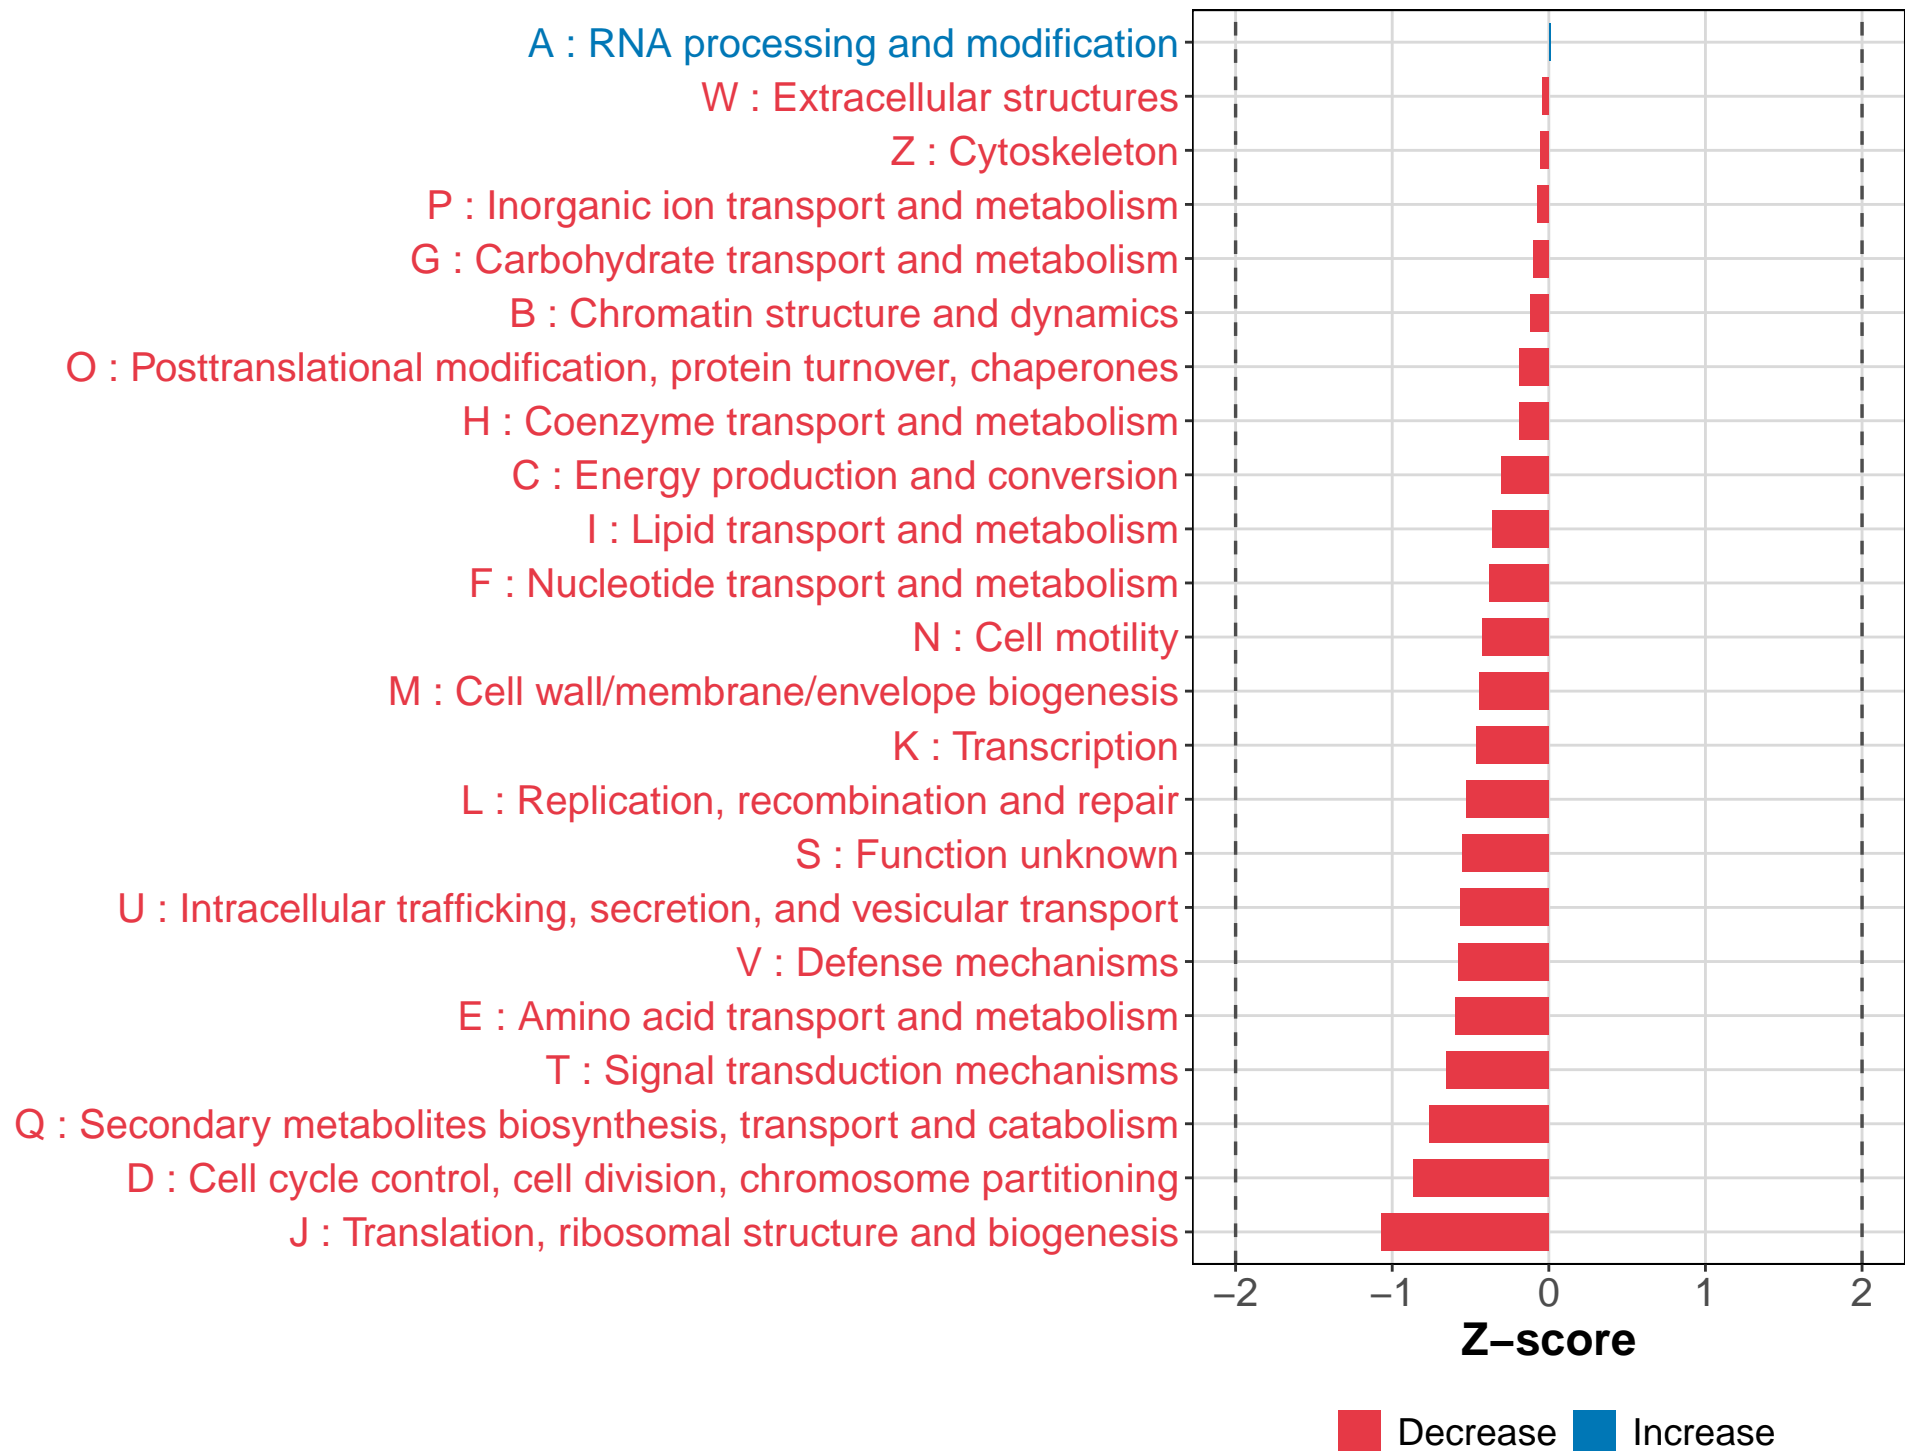 A : RNA processing and modification
W : Extracellular structures
Z : Cytoskeleton
P : Inorganic ion transport and metabolism
G : Carbohydrate transport and metabolism
B : Chromatin structure and dynamics
O : Posttranslational modification, protein turnover, chaperones
H : Coenzyme transport and metabolism
C : Energy production and conversion
I : Lipid transport and metabolism
F : Nucleotide transport and metabolism
N : Cell motility
M : Cell wall/membrane/envelope biogenesis
K : Transcription
L : Replication, recombination and repair
S : Function unknown
U : Intracellular trafficking, secretion, and vesicular transport
V : Defense mechanisms
E : Amino acid transport and metabolism
T : Signal transduction mechanisms
Q : Secondary metabolites biosynthesis, transport and catabolism
D : Cell cycle control, cell division, chromosome partitioning
J : Translation, ribosomal structure and biogenesis
−2 −1 0 1 2
Z−score
Decrease Increase